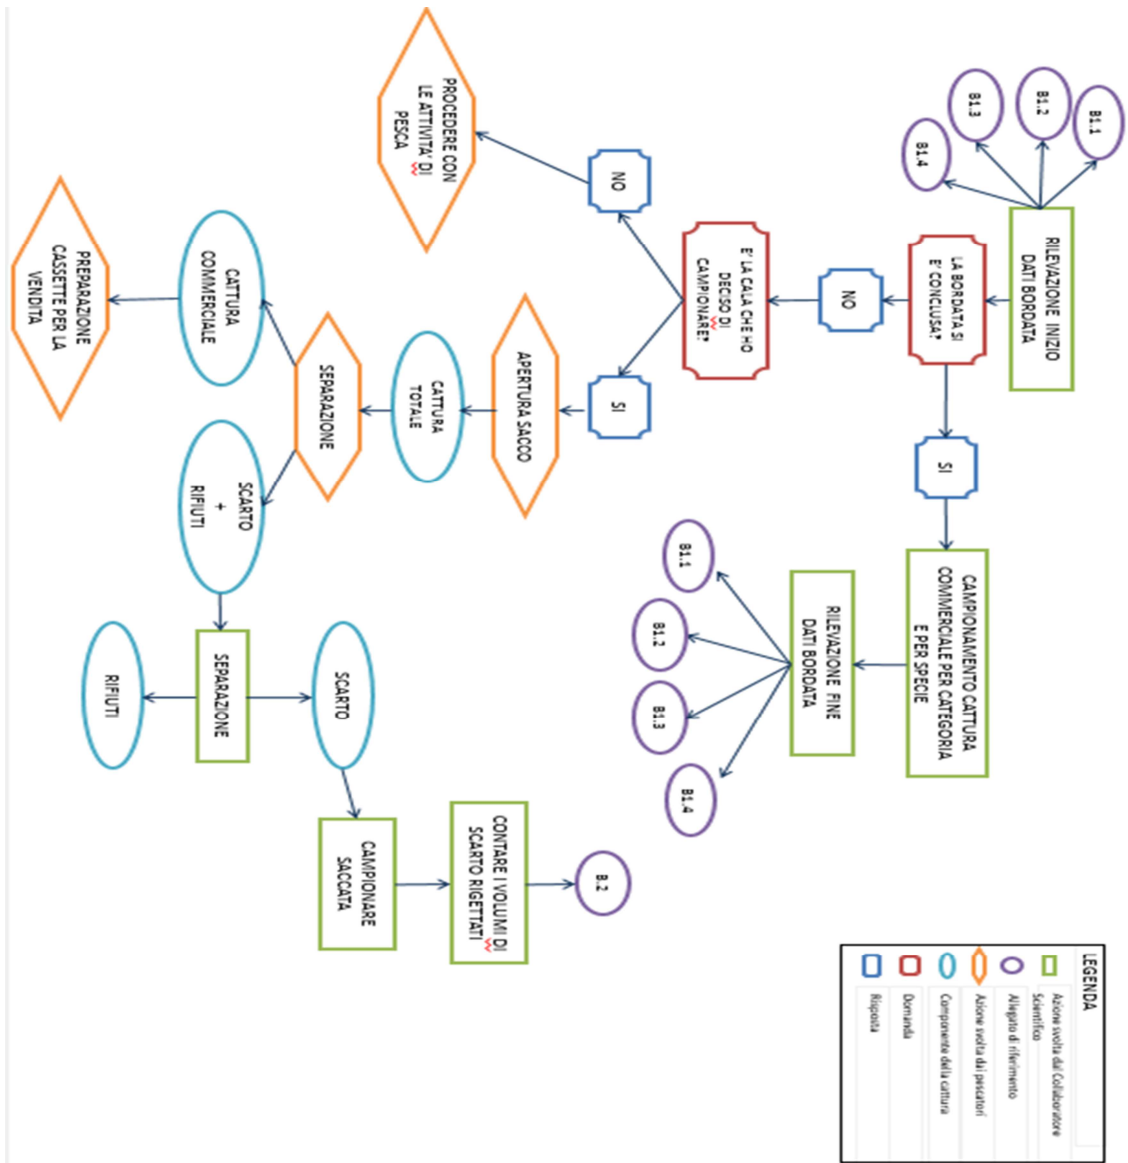 B1.1
B1.2
B1.3
B1.4
RILEVAZIONE INIZIO
DATI BORDATA
LA BORDATA SI
E' CONCLUSA?
NO
SI
E' LA CALA CHE HO
DECISO DI
CAMPIONARE?
NO
SI
PROCEDERE CON
LE ATTIVITA' DI
PESCA
APERTURA SACCO
CATTURA
TOTALE
SEPARAZIONE
CATTURA
COMMERCIALE
PREPARAZIONE
CASSETTE PER LA
VENDITA
SCARTO
+
RIFIUTI
SEPARAZIONE
RIFIUTI
SCARTO
CAMPIONARE
SACCATA
CONTARE I VOLUMI DI
SCARTO RIGETTATI
B.2
CAMPIONAMENTO CATTURA
COMMERCIALE PER CATEGORIA
E PER SPECIE
RILEVAZIONE FINE
DATI BORDATA
B1.1
B1.2
B1.3
B1.4
LEGENDA
Azione svolta dal Collaboratore
Scientifico
Allegato di riferimento
Azione svolta dai pescatori
Componente della cattura
Domanda
Risposta